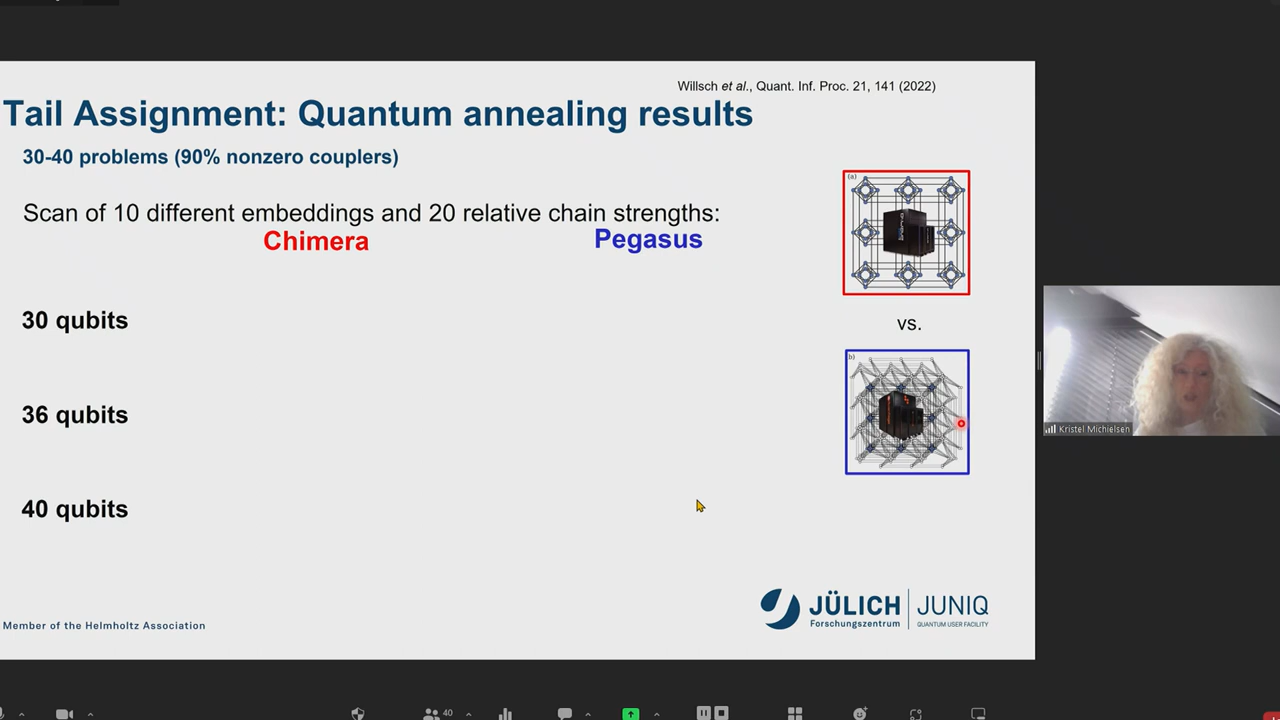 Willsch et al., Quant. Inf. Proc. 21, 141 (2022)
Tail Assignment: Quantum annealing results
30-40 problems (90% nonzero couplers)
Scan of 10 different embeddings and 20 relative chain strengths:
Chimera
Pegasus
30 qubits
36 qubits
40 qubits
(a)
vs.
b)
Kristel Michielsen
Member of the Helmholtz Association
JÜLICH
Forschungszentrum
JUNIQ
QUANTUM USER FACILITY
40